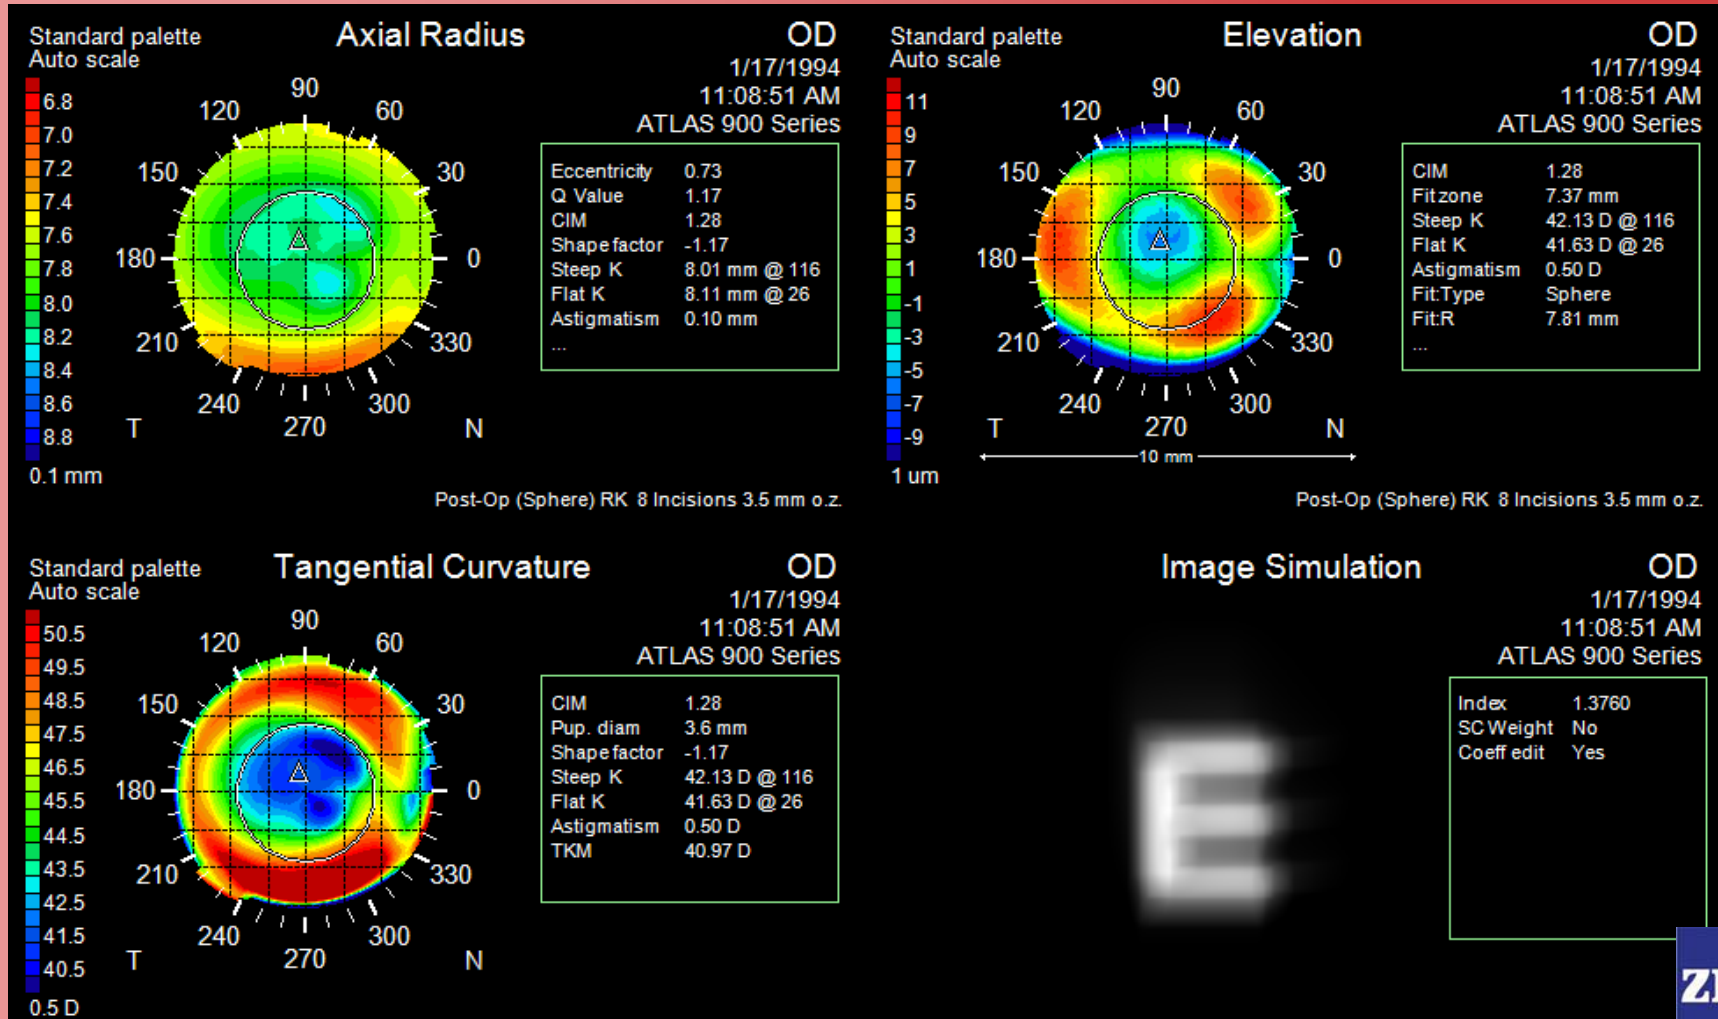 Standard palette
Auto scale
Axial Radius
OD
1/17/1994
11:08:51 AM
ATLAS 900 Series
6.8
7.0
7.2
7.4
7.6
7.8
8.0
8.2
8.4
8.6
8.8
0.1 mm
90
120 60
150 30
180 0
210 330
240 300
270
T N
Eccentricity 0.73
Q Value 1.17
CIM 1.28
Shape factor -1.17
Steep K 8.01 mm @ 116
Flat K 8.11 mm @ 26
Astigmatism 0.10 mm
...
Post-Op (Sphere) RK 8 Incisions 3.5 mm o.z.
Standard palette
Auto scale
Elevation
OD
1/17/1994
11:08:51 AM
ATLAS 900 Series
11
9
7
5
3
1
-1
-3
-5
-7
-9
1 um
90
120 60
150 30
180 0
210 330
240 300
270
T N
10 mm
CIM 1.28
Fitzone 7.37 mm
Steep K 42.13 D @ 116
Flat K 41.63 D @ 26
Astigmatism 0.50 D
Fit:Type Sphere
Fit:R 7.81 mm
...
Post-Op (Sphere) RK 8 Incisions 3.5 mm o.z.
Standard palette
Auto scale
Tangential Curvature
OD
1/17/1994
11:08:51 AM
ATLAS 900 Series
50.5
49.5
48.5
47.5
46.5
45.5
44.5
43.5
42.5
41.5
40.5
0.5 D
90
120 60
150 30
180 0
210 330
240 300
270
T N
CIM 1.28
Pup. diam 3.6 mm
Shape factor -1.17
Steep K 42.13 D @ 116
Flat K 41.63 D @ 26
Astigmatism 0.50 D
TKM 40.97 D
Image Simulation
OD
1/17/1994
11:08:51 AM
ATLAS 900 Series
E
Index 1.3760
SC Weight No
Coeff edit Yes